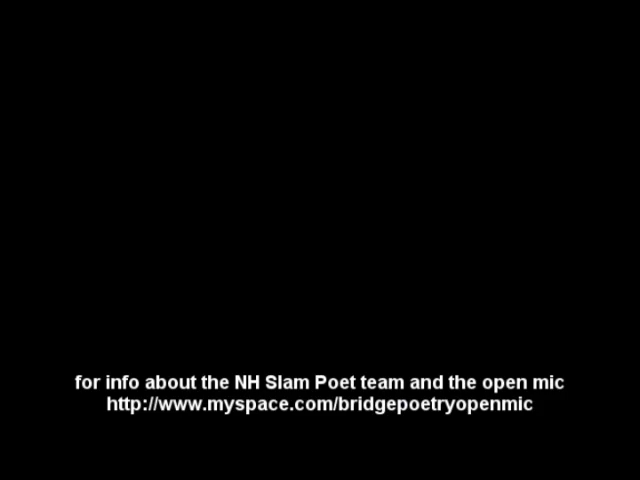 for info about the NH Slam Poet team and the open mic
http://www.myspace.com/bridgepoetryopenmic